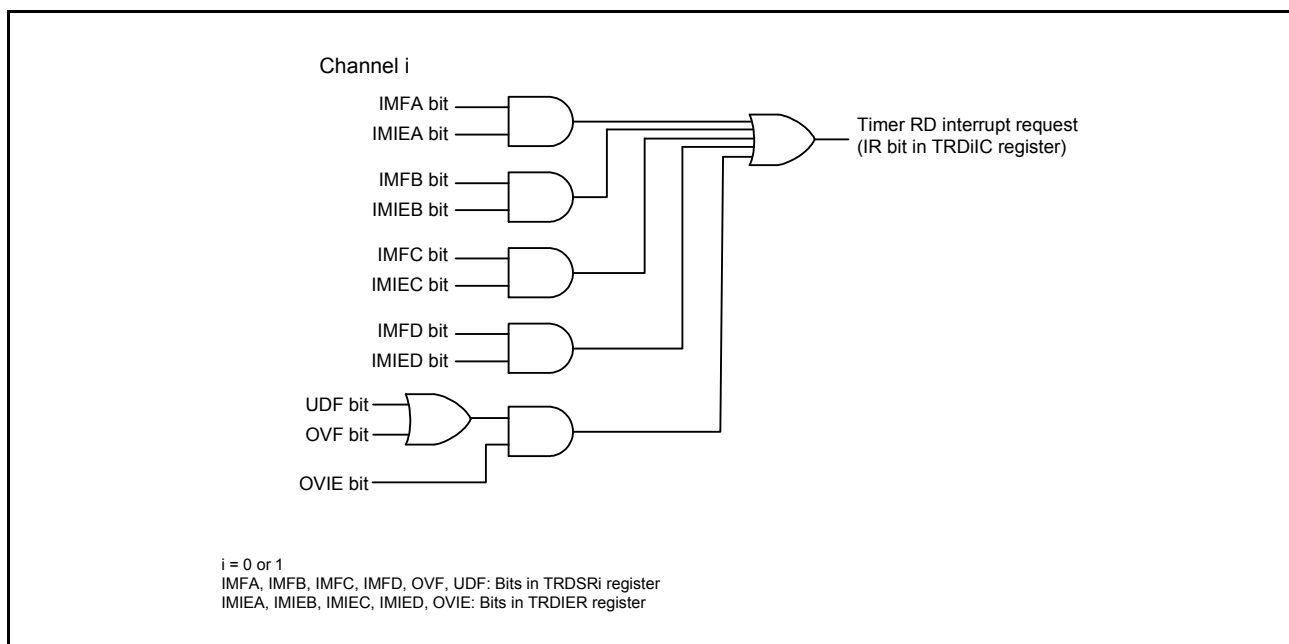 Channel i
IMFA bit
IMIEA bit
Timer RD interrupt request
(IR bit in TRDiIC register)
IMFB bit
IMIEB bit
IMFC bit
IMIEC bit
IMFD bit
IMIED bit
UDF bit
OVF bit
OVIE bit
i = 0 or 1
IMFA, IMFB, IMFC, IMFD, OVF, UDF: Bits in TRDSRi register
IMIEA, IMIEB, IMIEC, IMIED, OVIE: Bits in TRDIER register